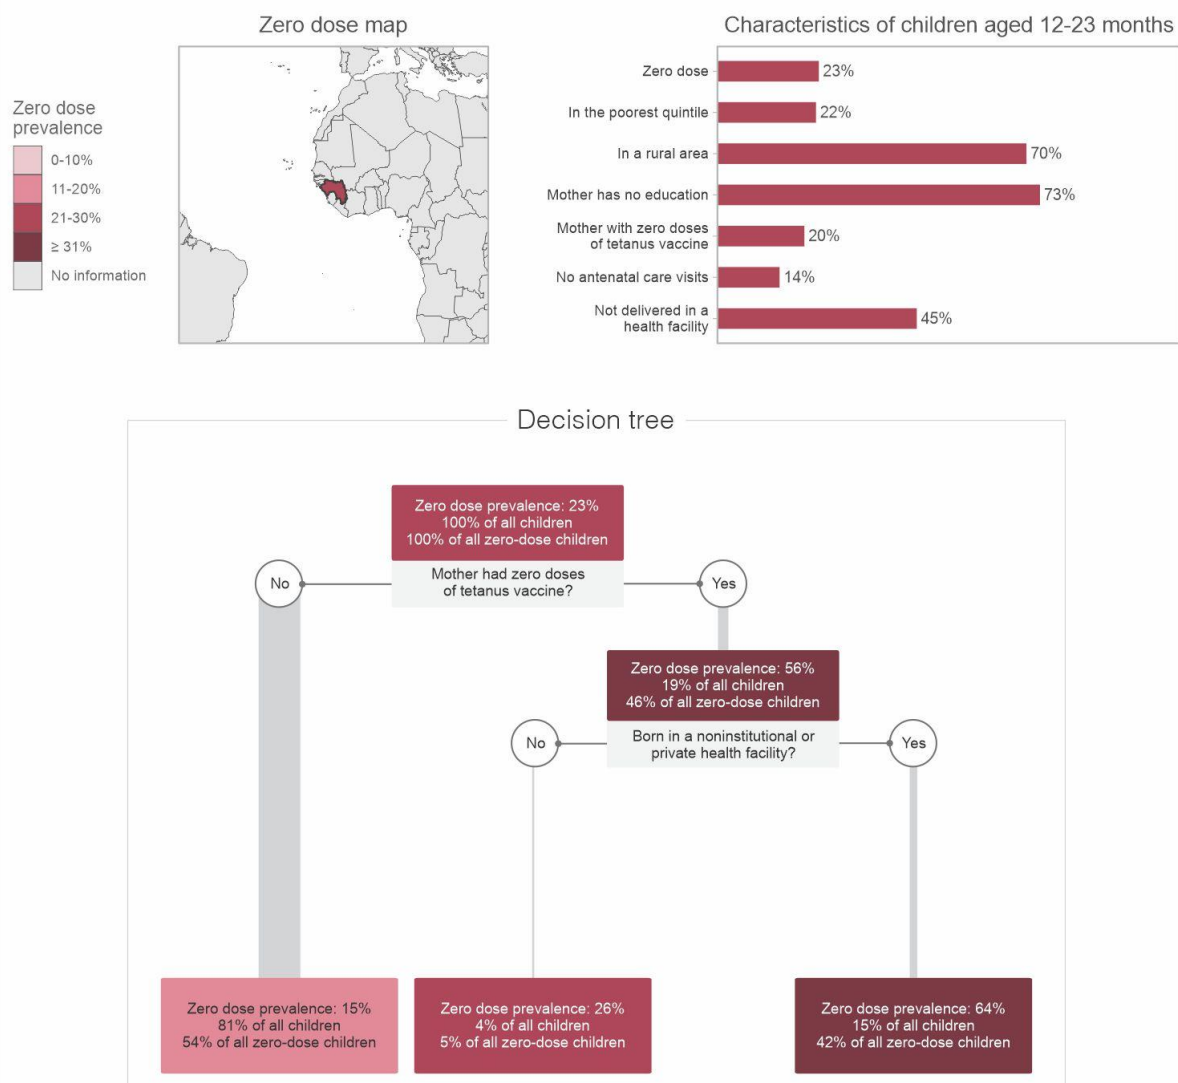 Zero dose map
Zero dose
prevalence
0-10%
11-20%
21-30%
≥ 31%
No information
Characteristics of children aged 12-23 months
Zero dose 23%
In the poorest quintile 22%
In a rural area 70%
Mother has no education 73%
Mother with zero doses
of tetanus vaccine 20%
No antenatal care visits 14%
Not delivered in a
health facility 45%
Decision tree
Zero dose prevalence: 23%
100% of all children
100% of all zero-dose children
Mother had zero doses
of tetanus vaccine?
No
Yes
Zero dose prevalence: 56%
19% of all children
46% of all zero-dose children
Born in a noninstitutional or
private health facility?
No
Yes
Zero dose prevalence: 15%
81% of all children
54% of all zero-dose children
Zero dose prevalence: 26%
4% of all children
5% of all zero-dose children
Zero dose prevalence: 64%
15% of all children
42% of all zero-dose children